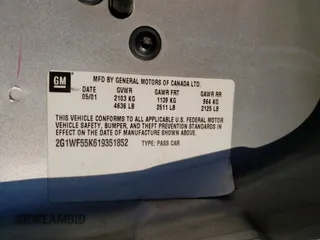 GM
MFD BY GENERAL MOTORS OF CANADA LTD.
DATE GVWR GAWR FRT GAWR RR
05/01 2103 KG 1139 KG 964 KG
4636 LB 2511 LB 2125 LB
THIS VEHICLE CONFORMS TO ALL APPLICABLE U.S. FEDERAL MOTOR
VEHICLE SAFETY, BUMPER, AND THEFT PREVENTION STANDARDS IN
EFFECT ON THE DATE OF MANUFACTURE SHOWN ABOVE.
2G1WF55K619351852 TYPE: PASS CAR